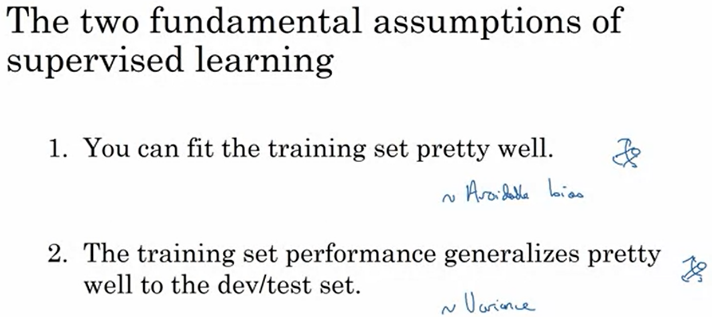 The two fundamental assumptions of
supervised learning
1. You can fit the training set pretty well.
~ Avoidable bias
2. The training set performance generalizes pretty
well to the dev/test set.
~ Variance